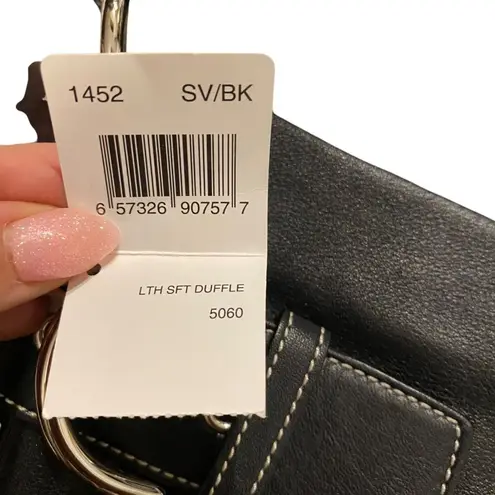 1452 SV/BK
6 57326 90757 7
LTH SFT DUFFLE
5060